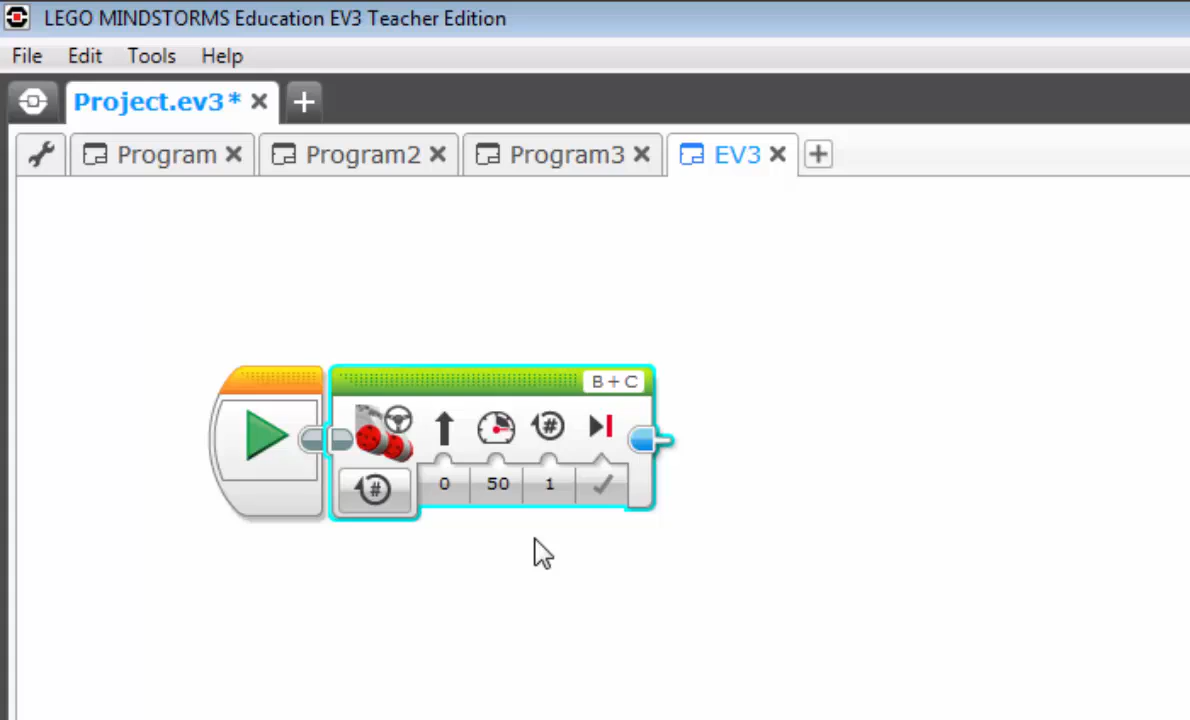 LEGO MINDSTORMS Education EV3 Teacher Edition
File Edit Tools Help
Project.ev3*
Program Program2 Program3 EV3
B + C
#
# 0 50 1